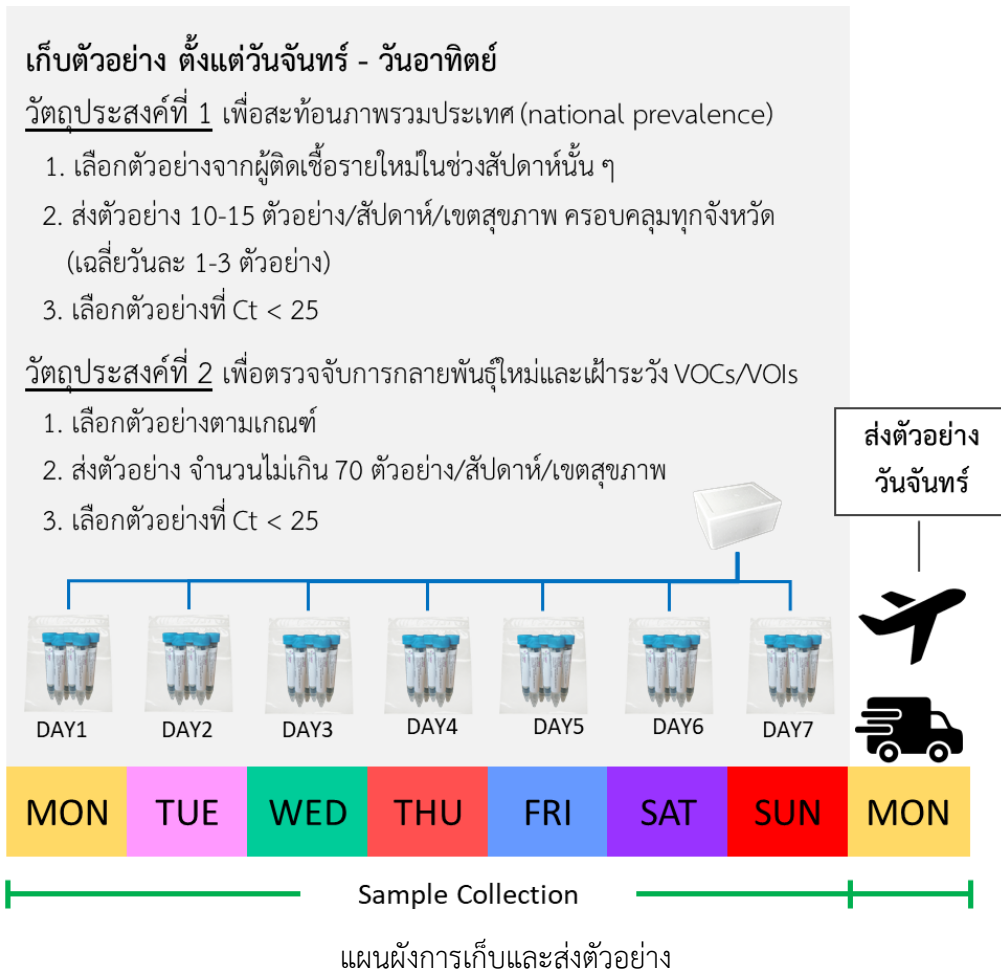 เก็บตัวอย่าง ตั้งแต่วันจันทร์ - วันอาทิตย์
วัตถุประสงค์ที่ 1 เพื่อสะท้อนภาพรวมประเทศ (national prevalence)
1. เลือกตัวอย่างจากผู้ติดเชื้อรายใหม่ในช่วงสัปดาห์นั้น ๆ
2. ส่งตัวอย่าง 10-15 ตัวอย่าง/สัปดาห์/เขตสุขภาพ ครอบคลุมทุกจังหวัด
(เฉลี่ยวันละ 1-3 ตัวอย่าง)
3. เลือกตัวอย่างที่ Ct < 25
วัตถุประสงค์ที่ 2 เพื่อตรวจจับการกลายพันธุ์ใหม่และเฝ้าระวัง VOCs/VOIs
1. เลือกตัวอย่างตามเกณฑ์
2. ส่งตัวอย่าง จำนวนไม่เกิน 70 ตัวอย่าง/สัปดาห์/เขตสุขภาพ
3. เลือกตัวอย่างที่ Ct < 25
ส่งตัวอย่าง
วันจันทร์
DAY1 DAY2 DAY3 DAY4 DAY5 DAY6 DAY7
MON TUE WED THU FRI SAT SUN MON
Sample Collection
แผนผังการเก็บและส่งตัวอย่าง